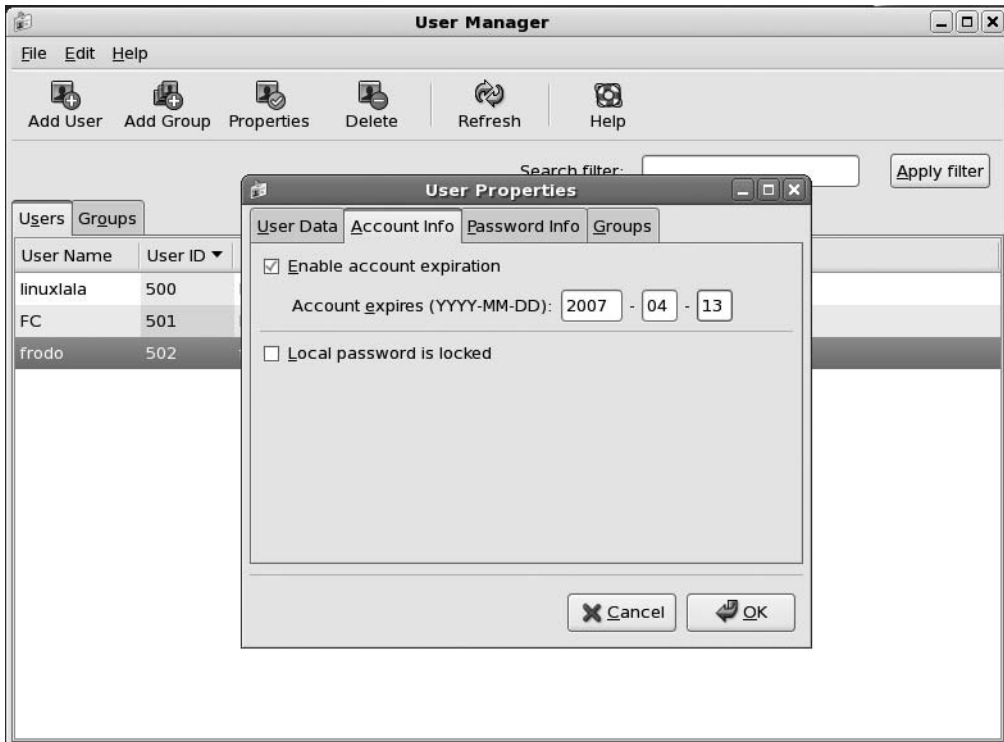 User Manager
File Edit Help
Add User Add Group Properties Delete Refresh Help
Search filter: Apply filter
Users Groups
User Name User ID
linuxlala 500
FC 501
frodo 502
User Properties
User Data Account Info Password Info Groups
Enable account expiration
Account expires (YYYY-MM-DD): 2007 - 04 - 13
Local password is locked
Cancel OK